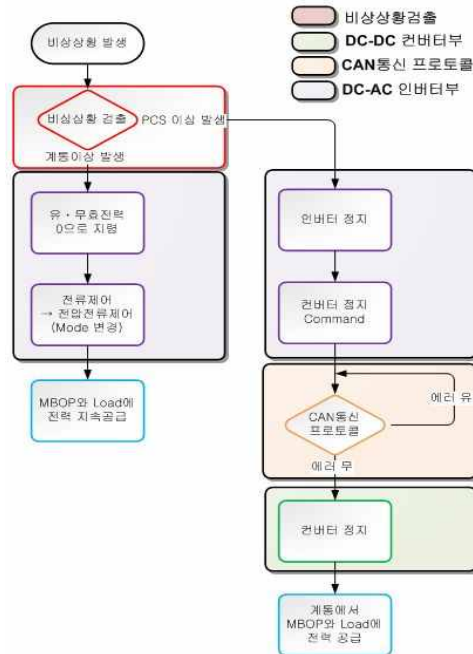 비상상황검출
DC-DC 컨버터부
CAN통신 프로토콜
DC-AC 인버터부
비상상황 발생
비상상황 검출
PCS 이상 발생
계통이상 발생
유·무효전력
0으로 지령
전류제어
→ 전압전류제어
(Mode 변경)
MBOP와 Load에
전력 지속공급
인버터 정지
컨버터 정지
Command
CAN통신
프로토콜
에러 유
에러 무
컨버터 정지
계통에서
MBOP와 Load에
전력 공급